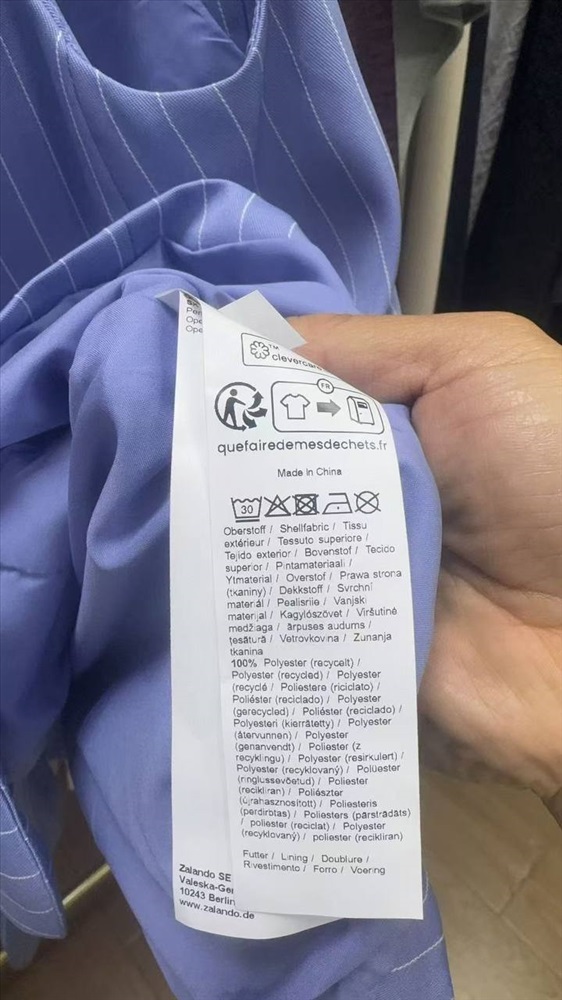 Ope
Ope
TM
clevercare
FR
quefairedemesdechets.fr
Made in China
30
Oberstoff / Shellfabric / Tissu
extérieur / Tessuto superiore /
Tejido exterior / Bovenstof / Tecido
superior / Pintamateriaali /
Ytmaterial / Overstof / Prawa strona
(tkaniny) / Dekkstoff / Svrchní
materiál / Pealisriie / Vanjski
materijal / Kagylószövet / Viršutinė
medžiaga / ārpuses audums /
țesătură / Vetrovkovina / Zunanja
tkanina
100% Polyester (recycelt) /
Polyester (recycled) / Polyester
(recyclé / Poliestere (riciclato) /
Poliéster (reciclado) / Polyester
(gerecycled) / Poliéster (reciclado) /
Polyesteri (kierrätetty) / Polyester
(återvunnen) / Polyester
(genanvendt) / Poliester (z
recyklingu) / Polyester (resirkulert) /
Polyester (recyklovaný) / Polüester
(ringlussevõetud) / Poliester
(recikliran) / Poliészter
(újrahasznosított) / Poliesteris
(perdirbtas) / Poliesters (pārstrādāts)
/ poliester (reciclat) / Polyester
(recyklovaný) / poliester (recikliran)
Futter / Lining / Doublure /
Rivestimento / Forro / Voering
Zalando SE
Valeska-Ger
10243 Berlin
www.zalando.de